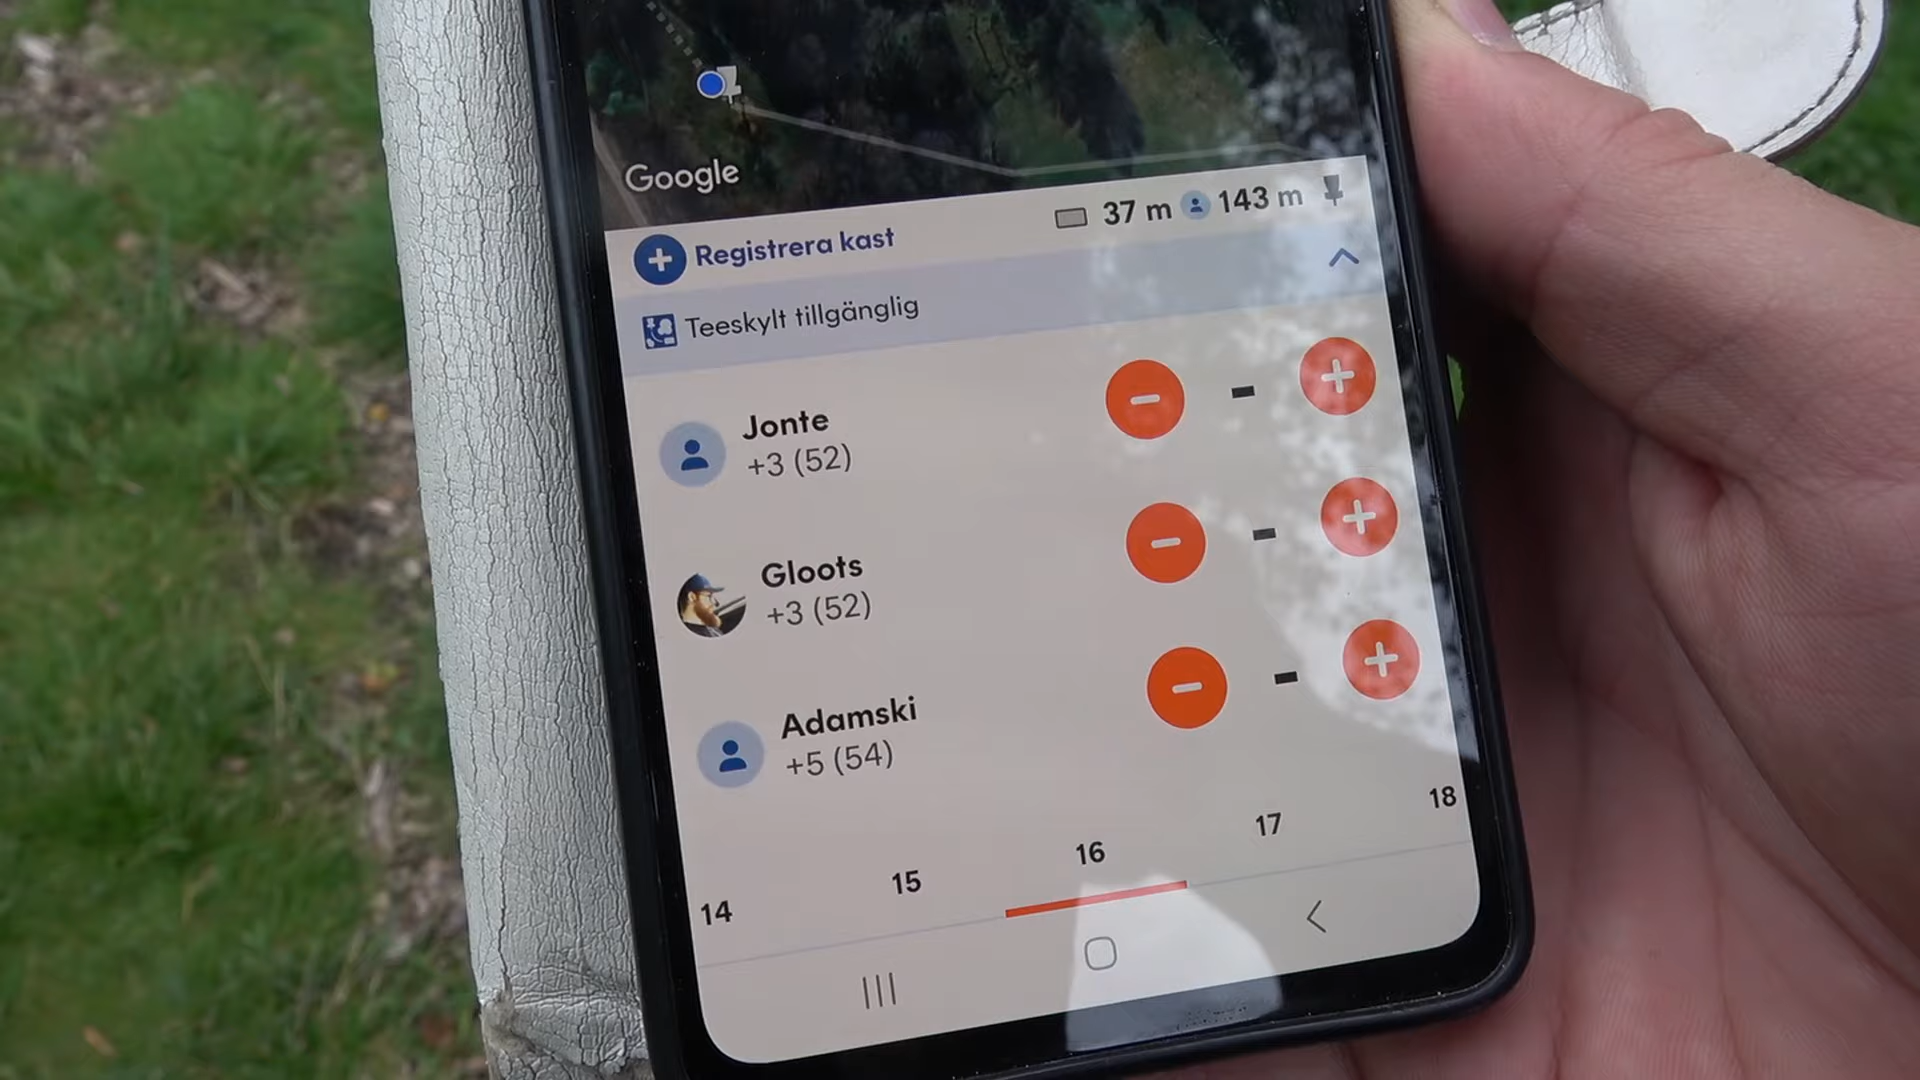 Google
37 m 143 m
Registrera kast
Teeskylt tillgänglig
Jonte
+3 (52)
-
Gloots
+3 (52)
-
Adamski
+5 (54)
-
14 15 16 17 18